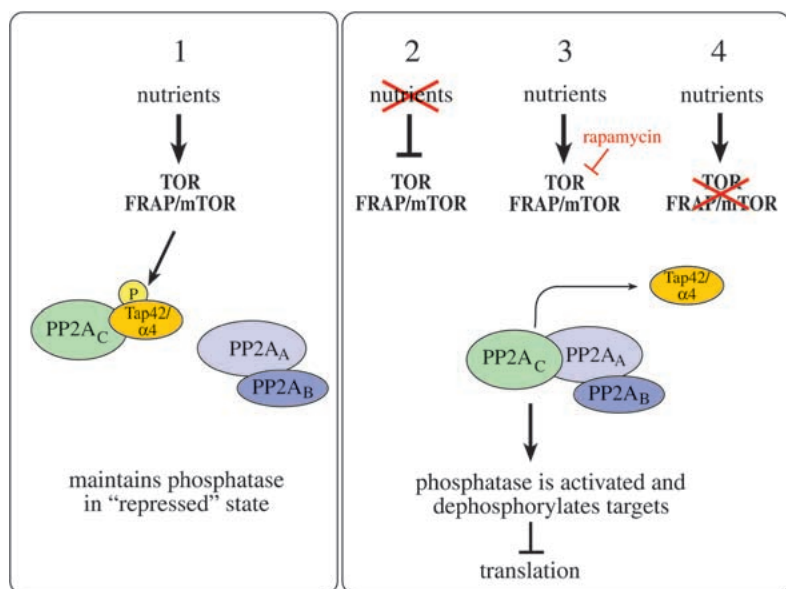 1
nutrients
TOR
FRAP/mTOR
P
Tap42/
α4
PP2AC
PP2AA
PP2AB
maintains phosphatase
in “repressed” state
2
nutrients
TOR
FRAP/mTOR
3
nutrients
rapamycin
TOR
FRAP/mTOR
4
nutrients
TOR
FRAP/mTOR
Tap42/
α4
PP2AC
PP2AA
PP2AB
phosphatase is activated and
dephosphorylates targets
translation